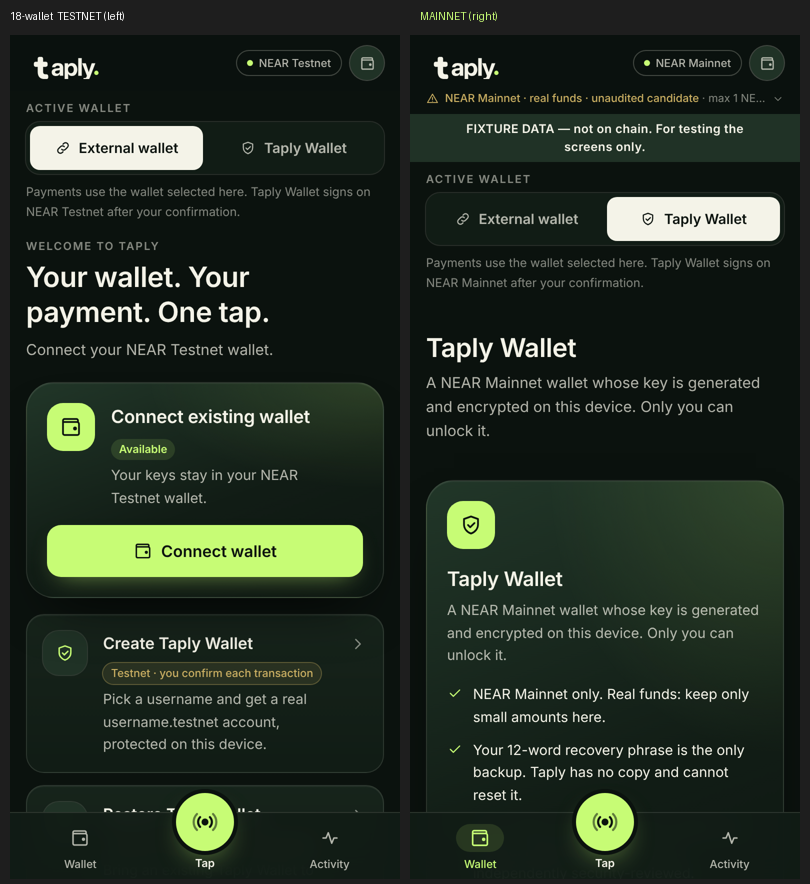 18-wallet TESTNET (left)
taply.
NEAR Testnet
ACTIVE WALLET
External wallet
Taply Wallet
Payments use the wallet selected here. Taply Wallet signs on
NEAR Testnet after your confirmation.
WELCOME TO TAPLY
Your wallet. Your
payment. One tap.
Connect your NEAR Testnet wallet.
Connect existing wallet
Available
Your keys stay in your NEAR
Testnet wallet.
Connect wallet
Create Taply Wallet
Testnet · you confirm each transaction
Pick a username and get a real
username.testnet account,
protected on this device.
Wallet
Tap
Activity
MAINNET (right)
taply.
NEAR Mainnet
NEAR Mainnet · real funds · unaudited candidate · max 1 NE...
FIXTURE DATA — not on chain. For testing the
screens only.
ACTIVE WALLET
External wallet
Taply Wallet
Payments use the wallet selected here. Taply Wallet signs on
NEAR Mainnet after your confirmation.
Taply Wallet
A NEAR Mainnet wallet whose key is generated
and encrypted on this device. Only you can
unlock it.
Taply Wallet
A NEAR Mainnet wallet whose key is generated
and encrypted on this device. Only you can
unlock it.
NEAR Mainnet only. Real funds: keep only
small amounts here.
Your 12-word recovery phrase is the only
backup. Taply has no copy and cannot
reset it.
Wallet
Tap
Activity